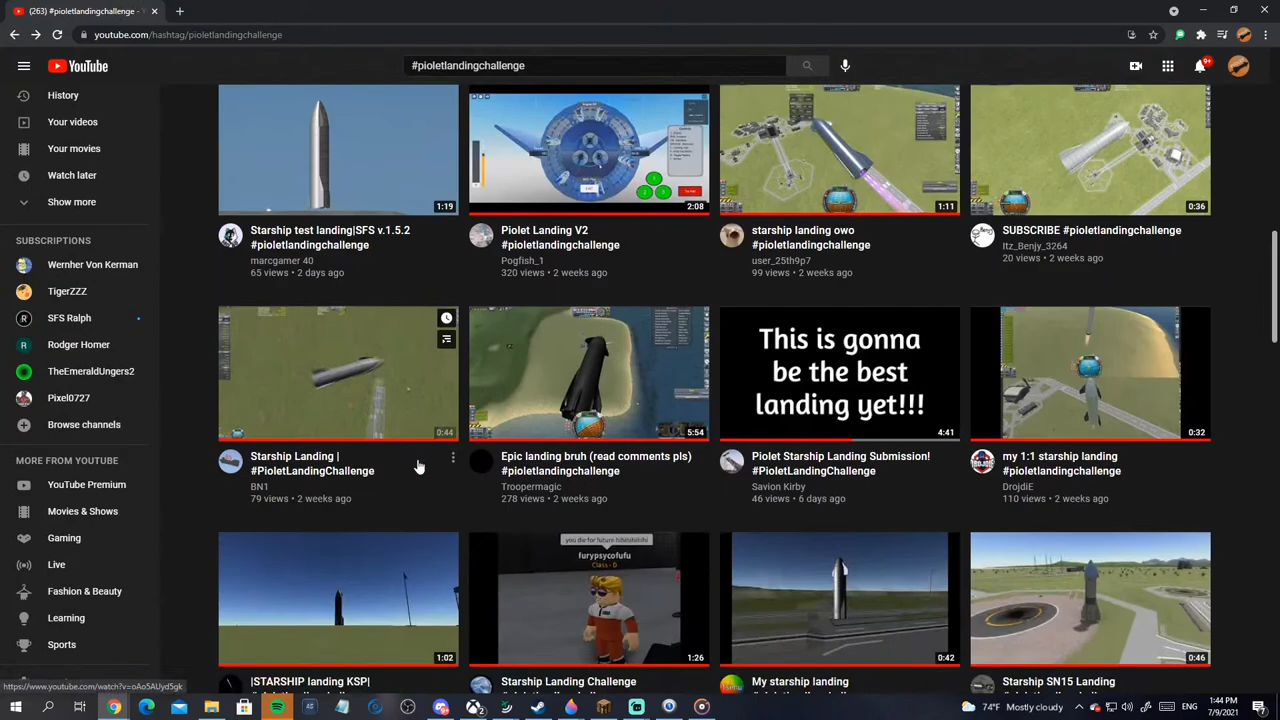 (263) #pioletlandingchallenge - Y
youtube.com/hashtag/pioletlandingchallenge
YouTube
#pioletlandingchallenge
9+
History
Your videos
Your movies
Watch later
Show more
SUBSCRIPTIONS
Wernher Von Kerman
TigerZZZ
SFS Ralph
Rodger Homer
TheEmeraldUngers2
Pixel0727
Browse channels
MORE FROM YOUTUBE
YouTube Premium
Movies & Shows
Gaming
Live
Fashion & Beauty
Learning
Sports
1:19
Starship test landing|SFS v.1.5.2
#pioletlandingchallenge
marcgamer 40
65 views • 2 days ago
2:08
Piolet Landing V2
#pioletlandingchallenge
Pogfish_1
320 views • 2 weeks ago
1:11
starship landing owo
#pioletlandingchallenge
user_25th9p7
99 views • 2 weeks ago
0:36
SUBSCRIBE #pioletlandingchallenge
Itz_Benjy_3264
20 views • 2 weeks ago
0:44
Starship Landing |
#PioletLandingChallenge
BN1
79 views • 2 weeks ago
5:54
Epic landing bruh (read comments pls)
#pioletlandingchallenge
Troopermagic
278 views • 2 weeks ago
This is gonna
be the best
landing yet!!!
4:41
Piolet Starship Landing Submission!
#PioletLandingChallenge
Savion Kirby
46 views • 6 days ago
0:32
my 1:1 starship landing
#pioletlandingchallenge
DrojdiE
110 views • 2 weeks ago
1:02
|STARSHIP landing KSP|
you die for future hihishiihihi
furypsycofufu
Class - D
1:26
Starship Landing Challenge
0:42
My starship landing
0:46
Starship SN15 Landing
https://www.youtube.com/watch?v=oAo5AUyd5gk
74°F Mostly cloudy
ENG
1:44 PM
7/9/2021